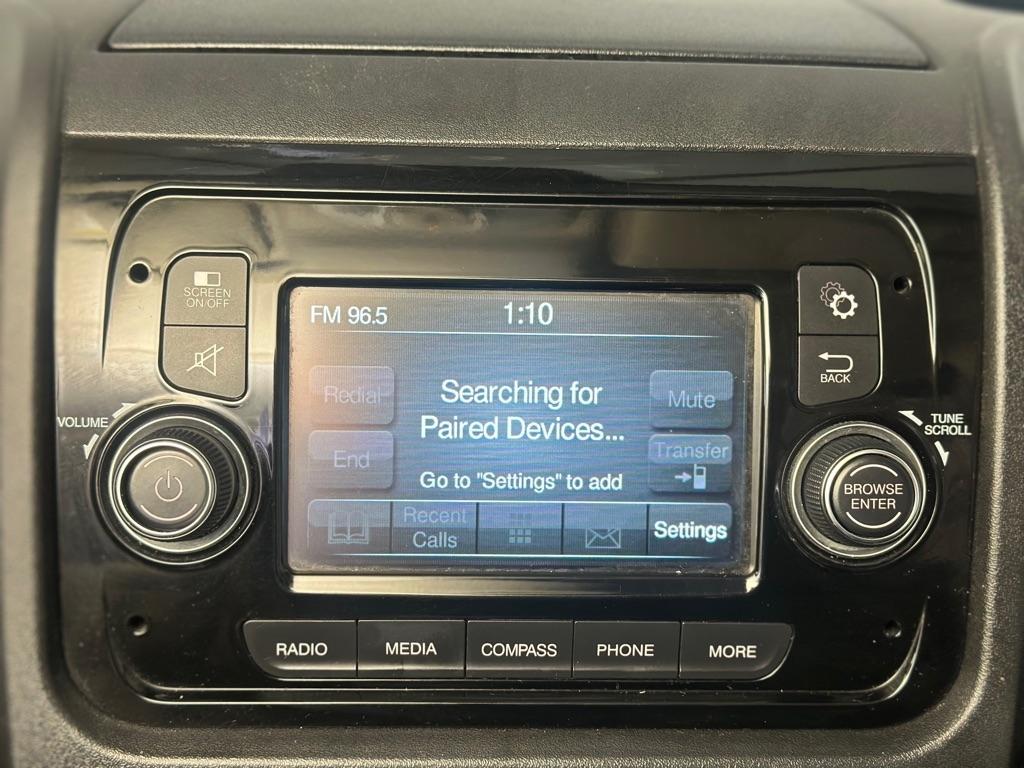 SCREEN
ON OFF
FM 96.5
1:10
Redial
Searching for
Paired Devices...
Mute
BACK
VOLUME
TUNE
SCROLL
End
Go to "Settings" to add
Transfer
BROWSE
ENTER
Recent
Calls
Settings
RADIO
MEDIA
COMPASS
PHONE
MORE